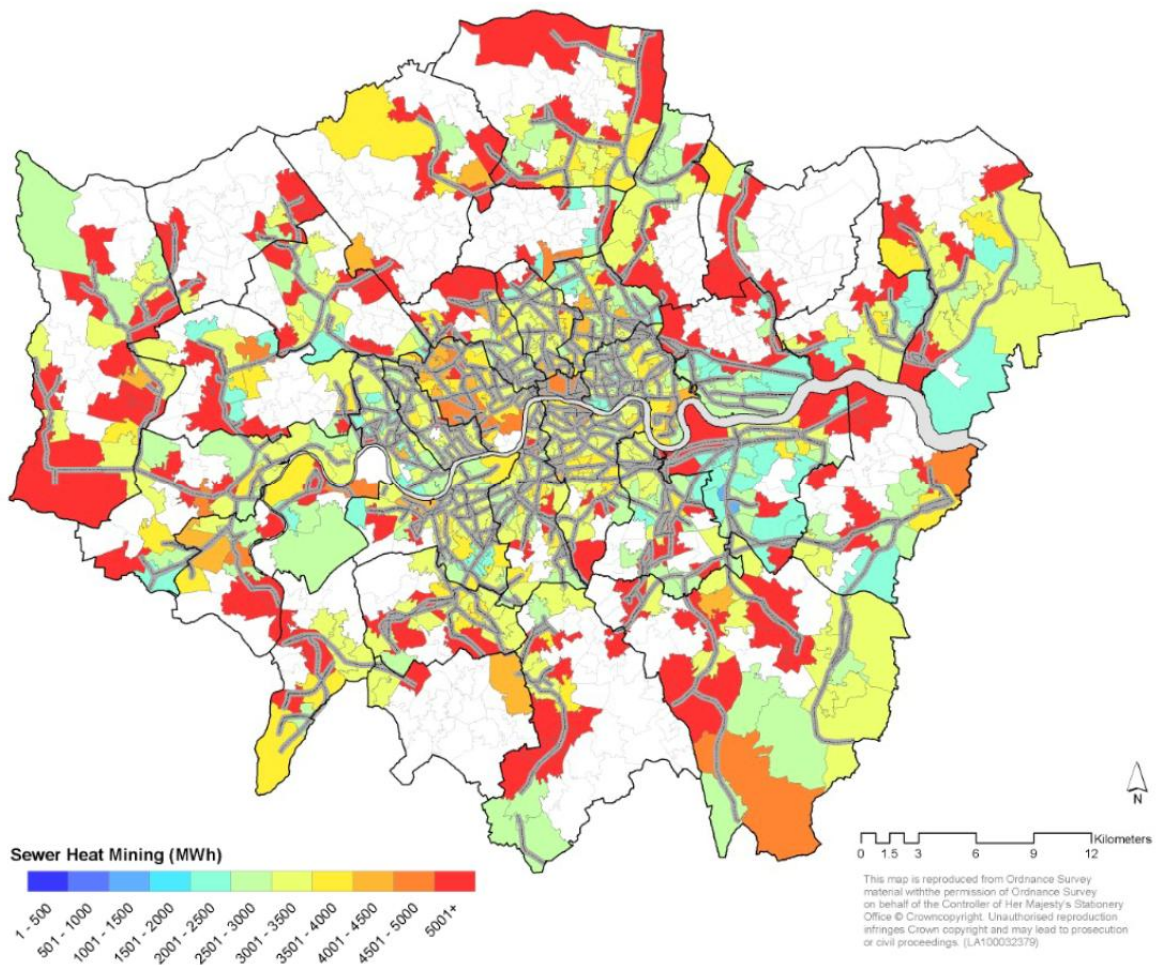 N
Sewer Heat Mining (MWh)
1 - 500
501 - 1000
1001 - 1500
1501 - 2000
2001 - 2500
2501 - 3000
3001 - 3500
3501 - 4000
4001 - 4500
4501 - 5000
5001+
Kilometers
0 1.5 3 6 9 12
This map is reproduced from Ordnance Survey
material withthe permission of Ordnance Survey
on behalf of the Controller of Her Majesty's Stationery
Office © Crowncopyright. Unauthorised reproduction
infringes Crown copyright and may lead to prosecution
or civil proceedings. (LA100032379)